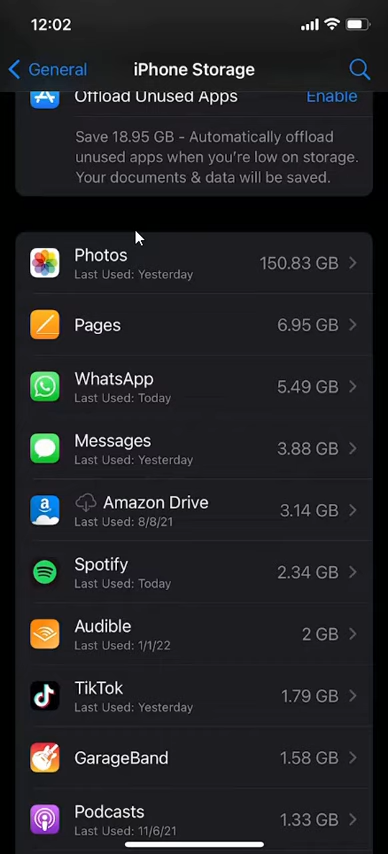 12:02
General
iPhone Storage
Offload Unused Apps
Enable
Save 18.95 GB - Automatically offload
unused apps when you're low on storage.
Your documents & data will be saved.
Photos
150.83 GB
Last Used: Yesterday
Pages
6.95 GB
WhatsApp
5.49 GB
Last Used: Today
Messages
3.88 GB
Last Used: Yesterday
Amazon Drive
3.14 GB
Last Used: 8/8/21
Spotify
2.34 GB
Last Used: Today
Audible
2 GB
Last Used: 1/1/22
TikTok
1.79 GB
Last Used: Yesterday
GarageBand
1.58 GB
Podcasts
1.33 GB
Last Used: 11/6/21